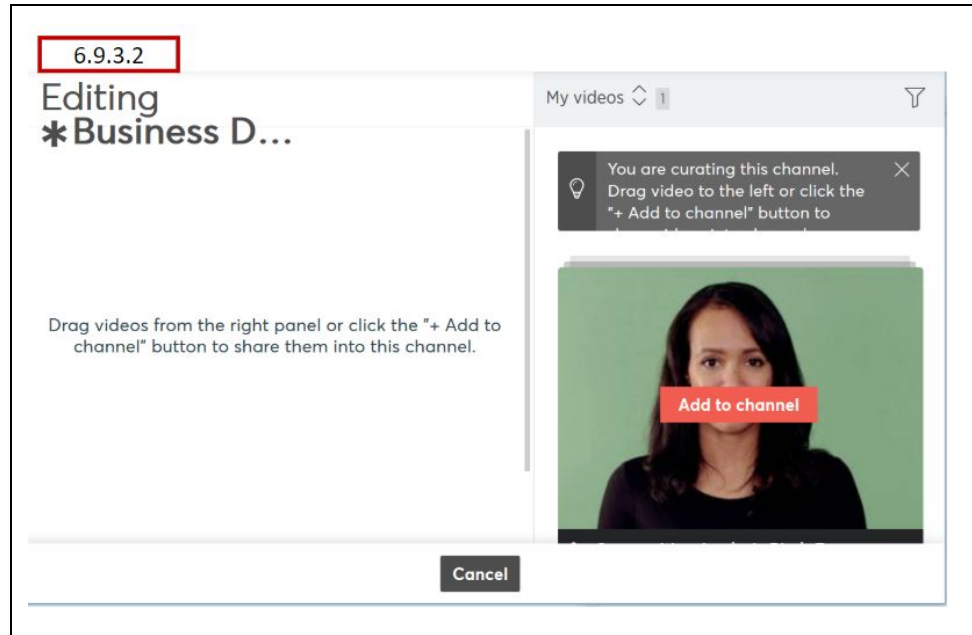 6.9.3.2
Editing
*Business D...
My videos 1
You are curating this channel.
Drag video to the left or click the
"+ Add to channel" button to
Drag videos from the right panel or click the "+ Add to
channel" button to share them into this channel.
Add to channel
Cancel